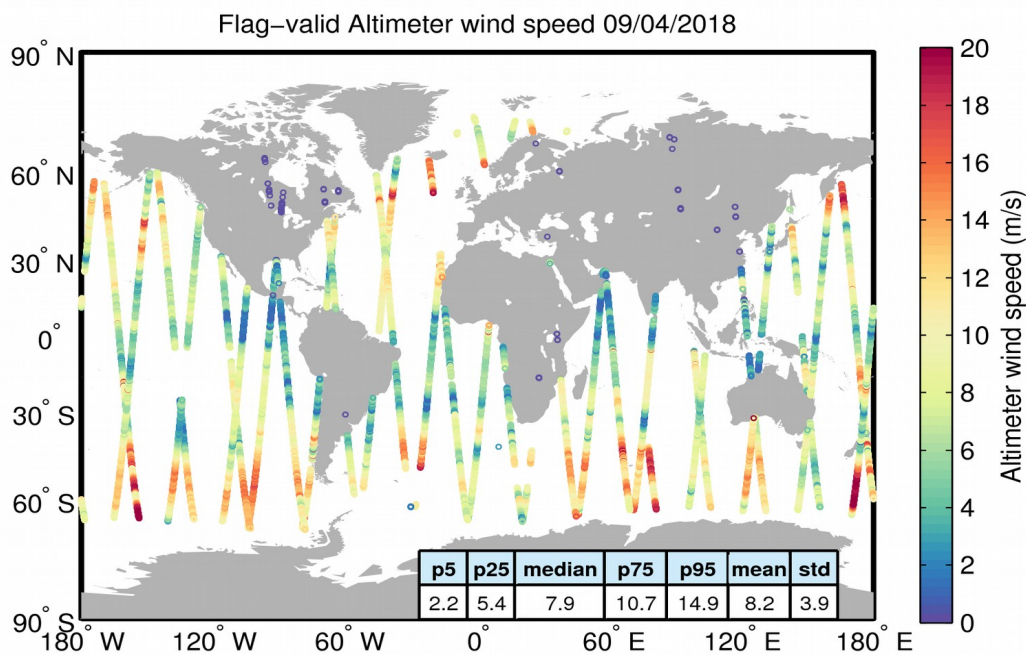 Flag-valid Altimeter wind speed 09/04/2018
90° N
60° N
30° N
0°
30° S
60° S
90° S
180° W
120° W
60° W
0°
60° E
120° E
180° E
p5 p25 median p75 p95 mean std
2.2 5.4 7.9 10.7 14.9 8.2 3.9
20
18
16
14
12
10
8
6
4
2
0
Altimeter wind speed (m/s)